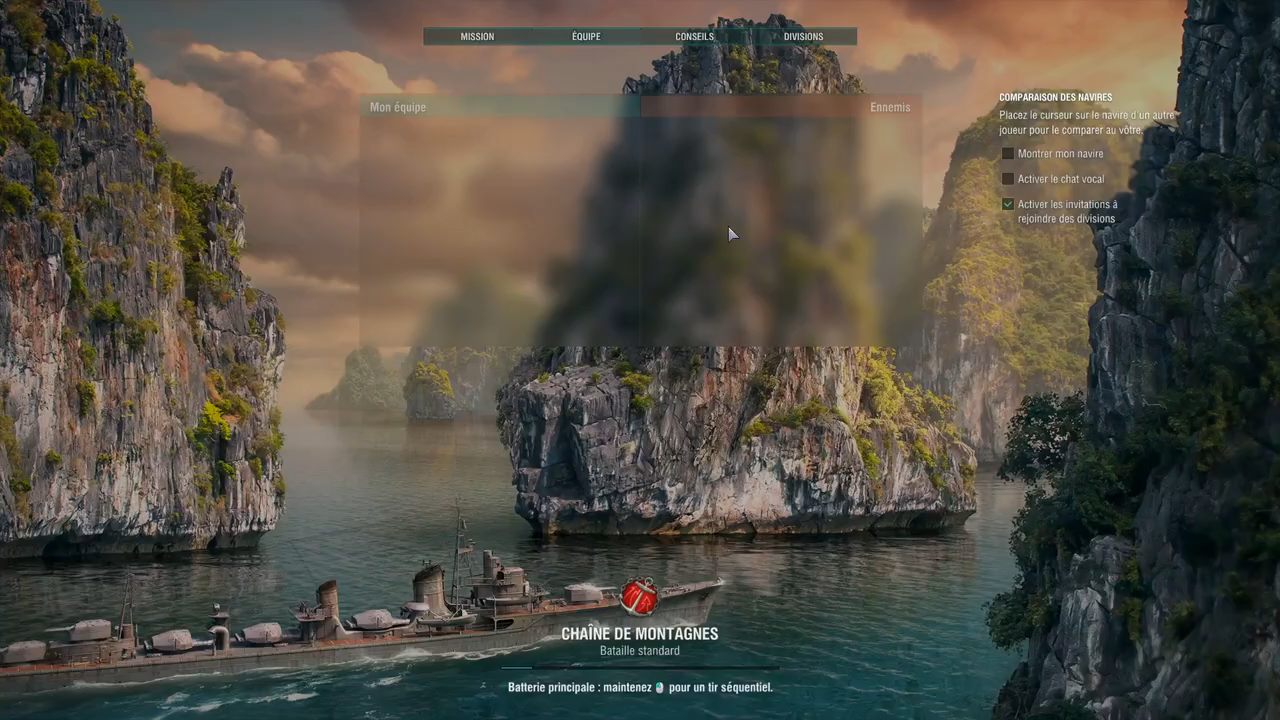 MISSION
ÉQUIPE
CONSEILS
DIVISIONS
Mon équipe
Ennemis
COMPARAISON DES NAVIRES
Placez le curseur sur le navire d'un autre
joueur pour le comparer au vôtre.
Montrer mon navire
Activer le chat vocal
Activer les invitations à
rejoindre des divisions
CHAÎNE DE MONTAGNES
Bataille standard
Batterie principale : maintenez pour un tir séquentiel.